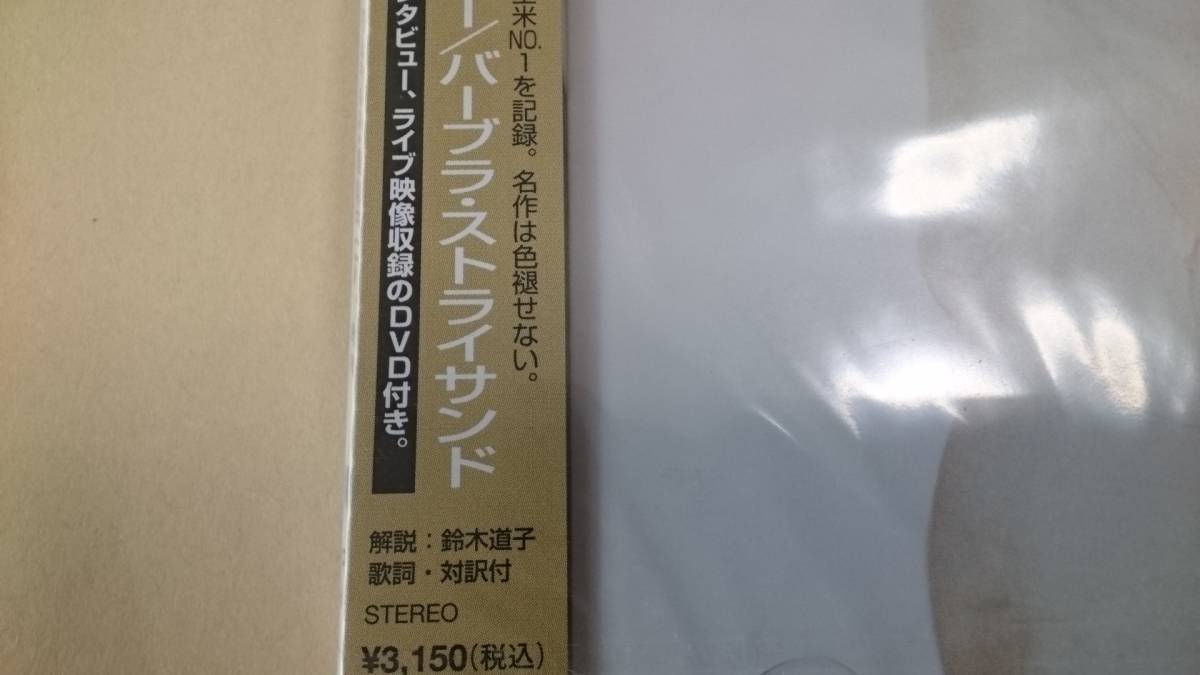 米NO.1を記録。名作は色褪せない。
ー/バーブラ・ストライサンド
ンタビュー、ライブ映像収録のDVD付き。
解説:鈴木道子
歌詞・対訳付
STEREO
¥3,150(税込)